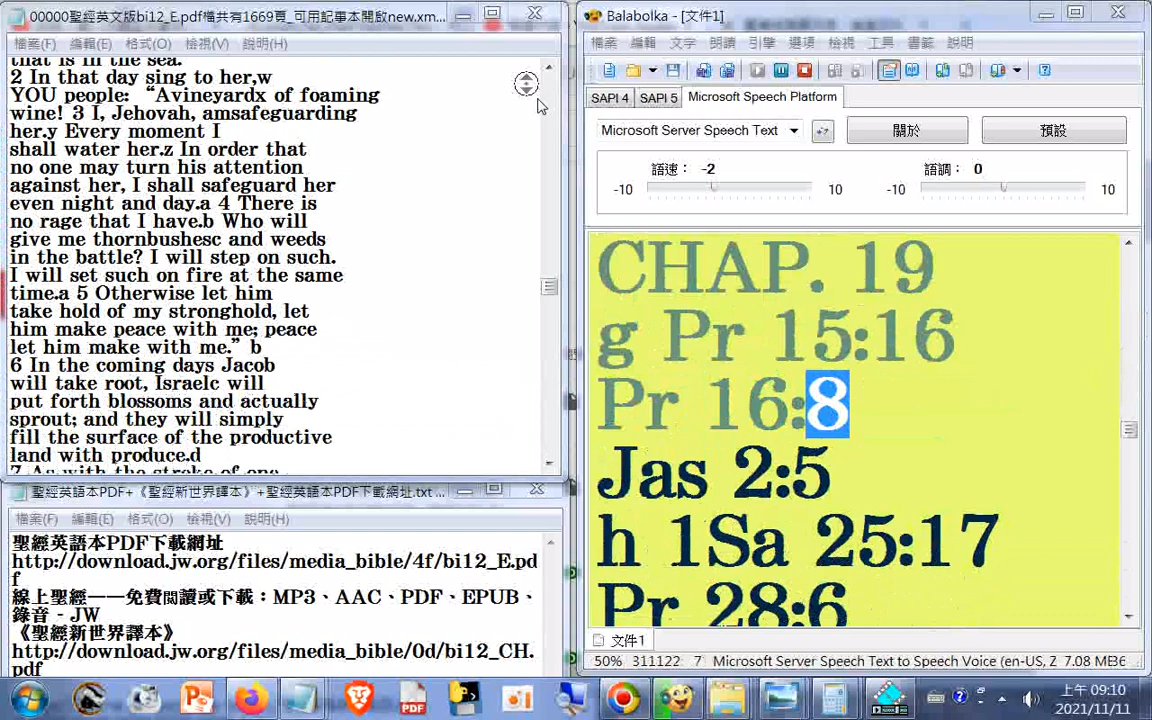 00000聖經英文版bi12_E.pdf檔共有1669頁_可用記事本開啟new.xm...
檔案(F) 編輯(E) 格式(O) 檢視(V) 說明(H)
that is in the sea.
2 In that day sing to her,w
YOU people: “Avineyardx of foaming
wine! 3 I, Jehovah, amsafeguarding
her.y Every moment I
shall water her.z In order that
no one may turn his attention
against her, I shall safeguard her
even night and day.a 4 There is
no rage that I have.b Who will
give me thornbushesc and weeds
in the battle? I will step on such.
I will set such on fire at the same
time.a 5 Otherwise let him
take hold of my stronghold, let
him make peace with me; peace
let him make with me.” b
6 In the coming days Jacob
will take root, Israelc will
put forth blossoms and actually
sprout; and they will simply
fill the surface of the productive
land with produce.d
7 As with the stroke of one
聖經英語本PDF+《聖經新世界譯本》+聖經英語本PDF下載網址.txt ...
檔案(F) 編輯(E) 格式(O) 檢視(V) 說明(H)
聖經英語本PDF下載網址
http://download.jw.org/files/media_bible/4f/bi12_E.pd
f
線上聖經——免費閱讀或下載：MP3、AAC、PDF、EPUB、
錄音 - JW
《聖經新世界譯本》
http://download.jw.org/files/media_bible/0d/bi12_CH.
pdf
Balabolka - [文件1]
檔案 編輯 文字 朗讀 引擎 選項 檢視 工具 書籤 說明
SAPI 4 SAPI 5 Microsoft Speech Platform
Microsoft Server Speech Text 關於 預設
語速： -2 語調： 0
-10 10 -10 10
CHAP. 19
g Pr 15:16
Pr 16:8
Jas 2:5
h 1Sa 25:17
Pr 28:6
文件1
50% 311122 7 Microsoft Server Speech Text to Speech Voice (en-US, Z 7.08 MB
上午 09:10
2021/11/11